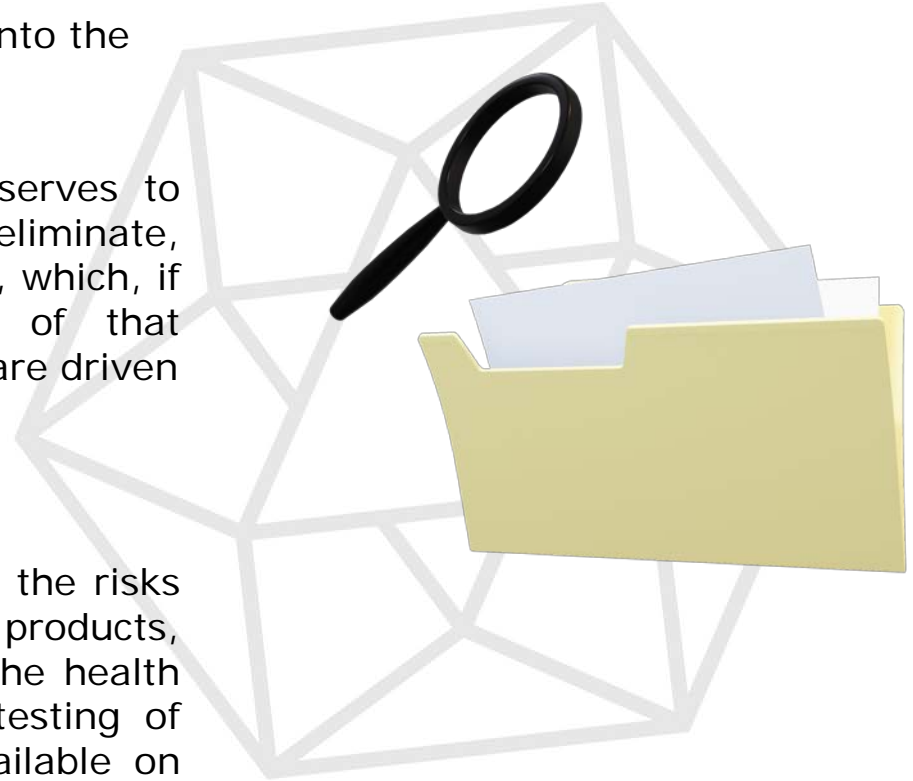 nto the
serves to
eliminate,
, which, if
of that
are driven
the risks
products,
he health
testing of
ailable on